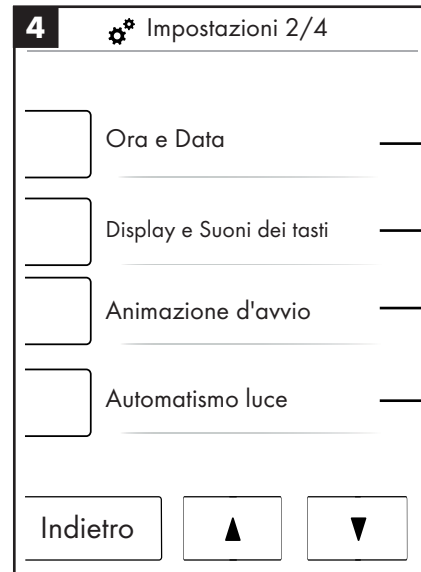 4
Impostazioni 2/4
Ora e Data
Display e Suoni dei tasti
Animazione d'avvio
Automatismo luce
Indietro